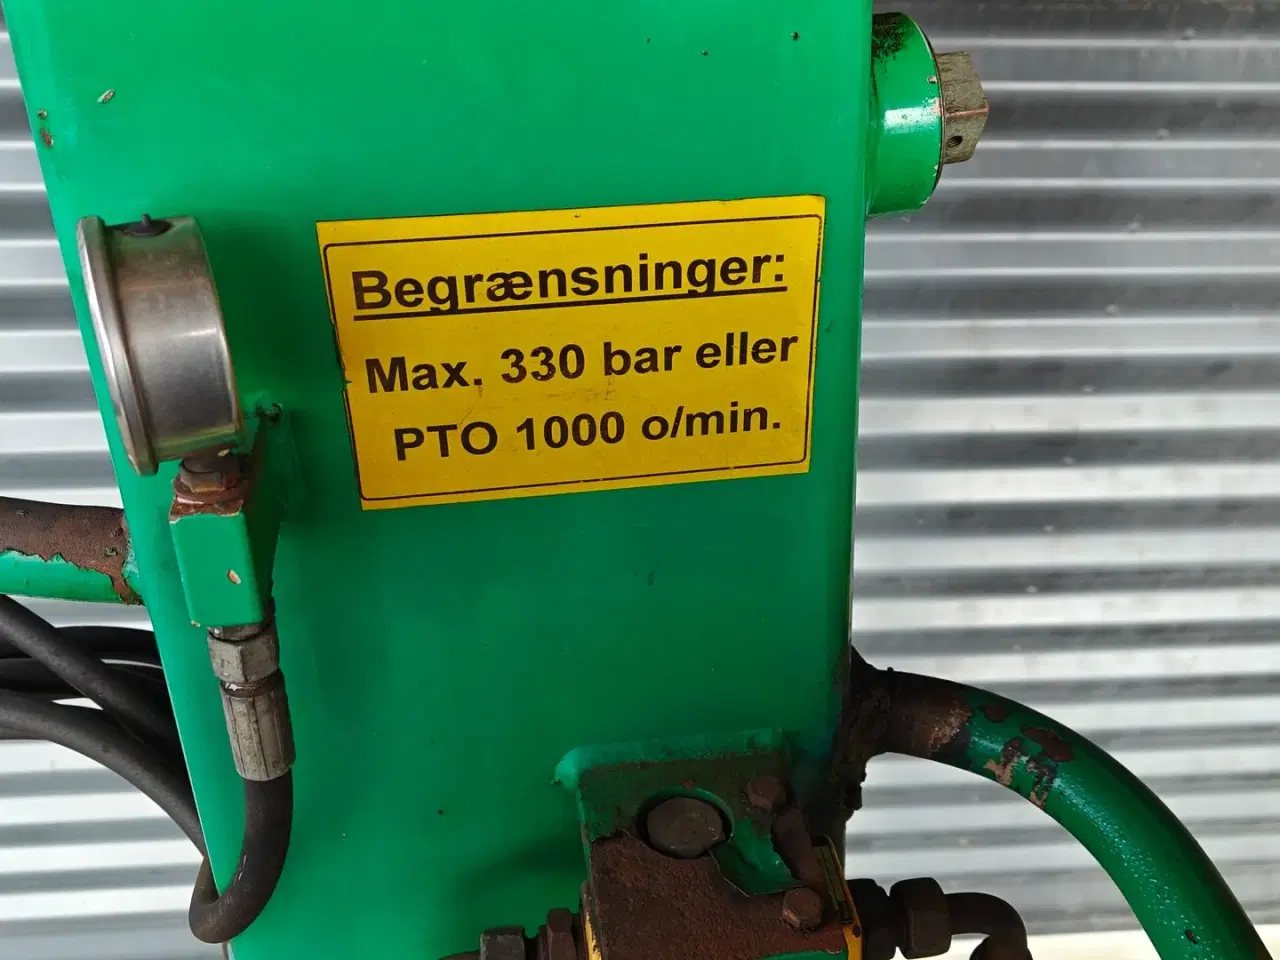 Begrænsninger:
Max. 330 bar eller
PTO 1000 o/min.